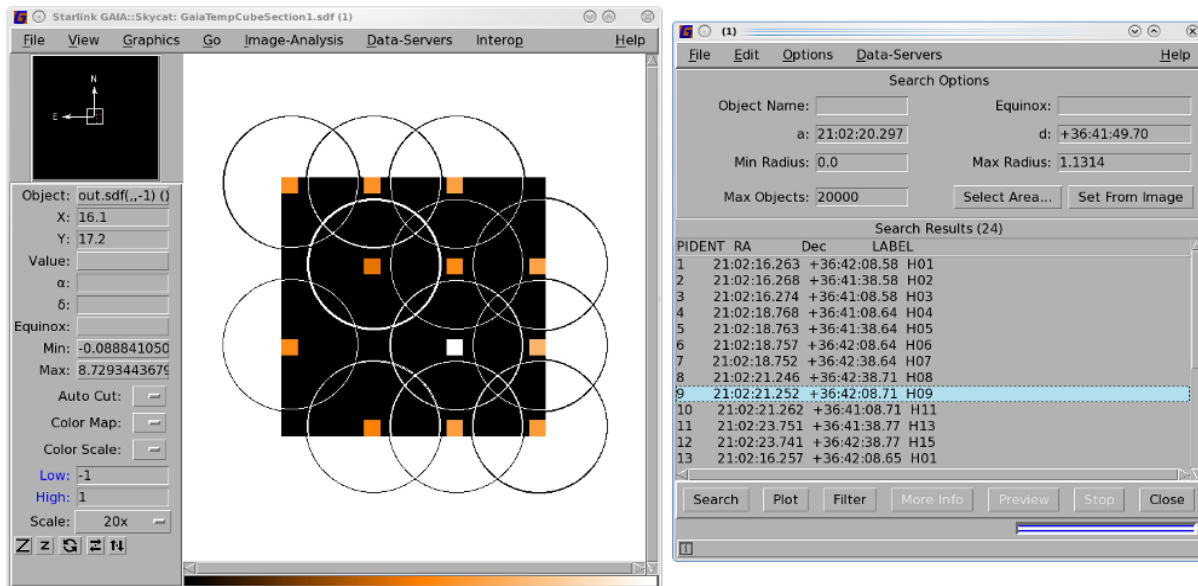 Starlink GAIA::Skycat: GaiaTempCubeSection1.sdf (1)
File View Graphics Go Image-Analysis Data-Servers Interop Help
N
E
Object: out.sdf(,,-1) ()
X: 16.1
Y: 17.2
Value:
α:
δ:
Equinox:
Min: -0.088841050
Max: 8.7293443679
Auto Cut:
Color Map:
Color Scale:
Low: -1
High: 1
Scale: 20x
Z z
(1)
File Edit Options Data-Servers Help
Search Options
Object Name: Equinox:
a: 21:02:20.297 d: +36:41:49.70
Min Radius: 0.0 Max Radius: 1.1314
Max Objects: 20000 Select Area... Set From Image
Search Results (24)
PIDENT RA Dec LABEL
1 21:02:16.263 +36:42:08.58 H01
2 21:02:16.268 +36:41:38.58 H02
3 21:02:16.274 +36:41:08.58 H03
4 21:02:18.768 +36:41:08.64 H04
5 21:02:18.763 +36:41:38.64 H05
6 21:02:18.757 +36:42:08.64 H06
7 21:02:18.752 +36:42:38.64 H07
8 21:02:21.246 +36:42:38.71 H08
9 21:02:21.252 +36:42:08.71 H09
10 21:02:21.262 +36:41:08.71 H11
11 21:02:23.751 +36:41:38.77 H13
12 21:02:23.741 +36:42:38.77 H15
13 21:02:16.257 +36:42:08.65 H01
Search Plot Filter More Info Preview Stop Close